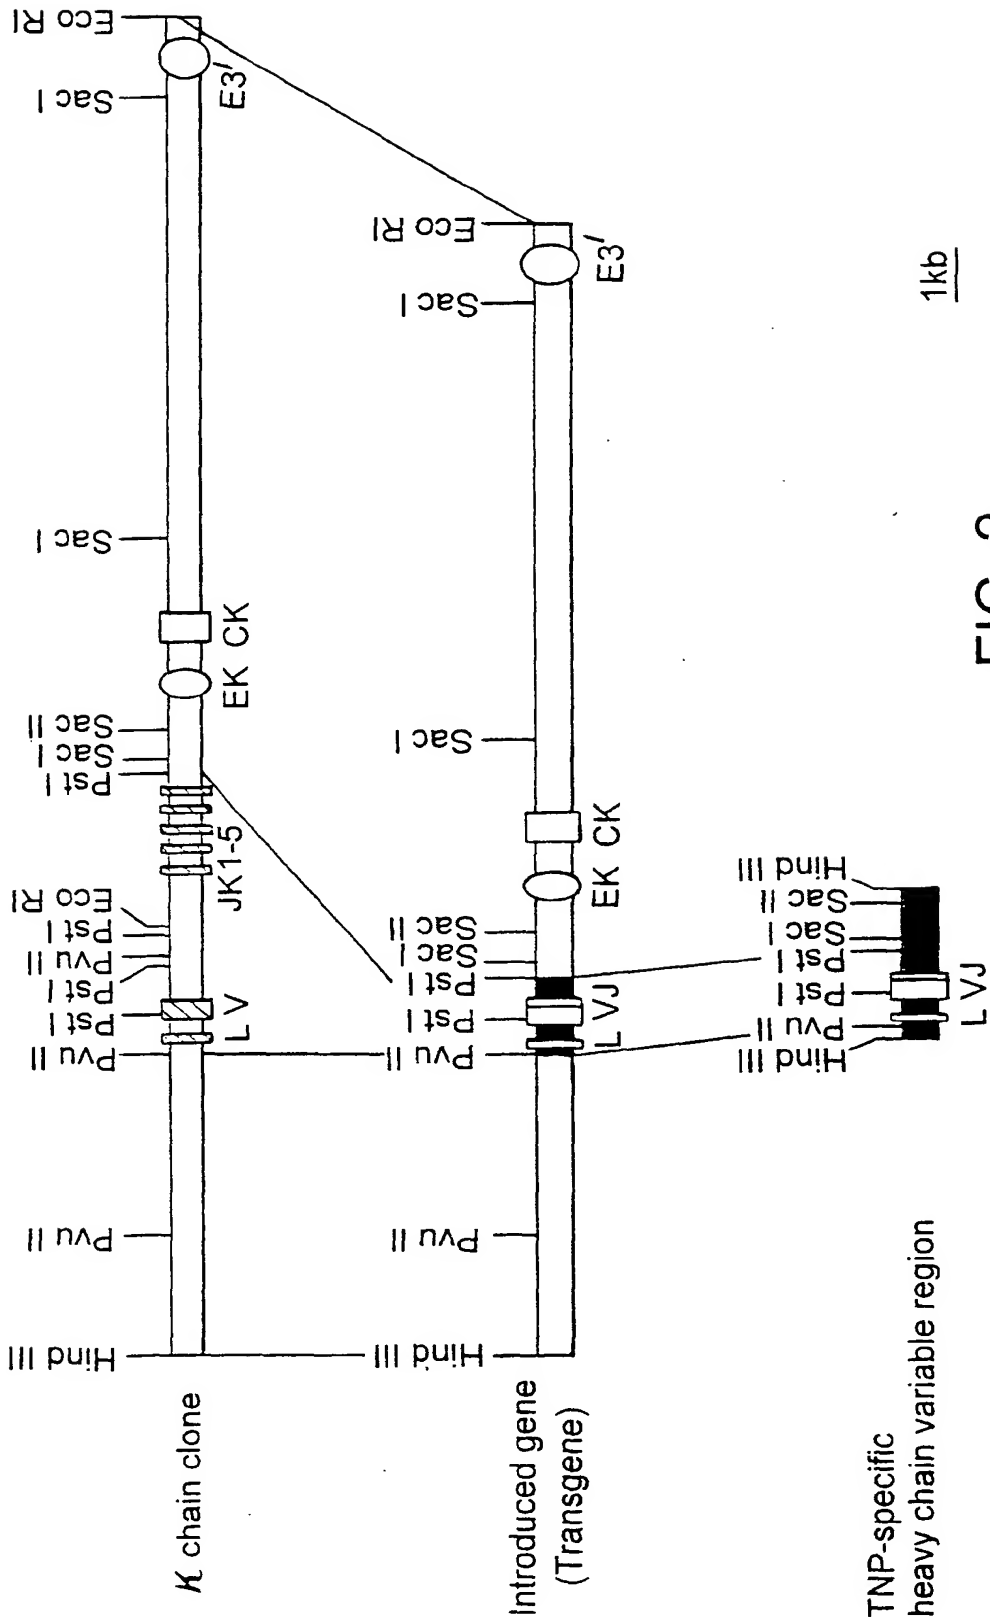 Hind III
Pvu II
Pvu II
Pst I
Pst I
Pvu II
Pst I
Eco RI
Pst I
Sac I
Sac II
Sac I
Sac I
Eco RI
K chain clone
L V JK1-5 EK CK E3'
Hind III
Pvu II
Pvu II
Pst I
Pst I
Sac I
Sac II
Sac I
Sac I
Eco RI
Introduced gene
(Transgene)
L VJ EK CK E3'
Hind III
Pvu II
Pst I
Pst I
Sac I
Sac II
Hind III
TNP-specific
heavy chain variable region
L VJ
1kb
FIG.